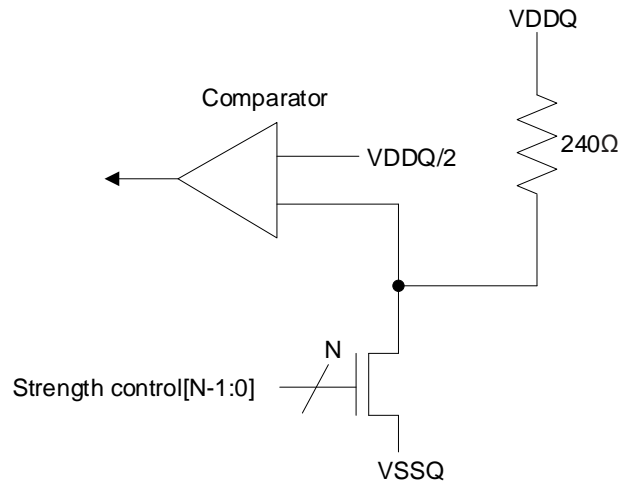 VDDQ
Comparator
240Ω
VDDQ/2
N
Strength control[N-1:0]
VSSQ